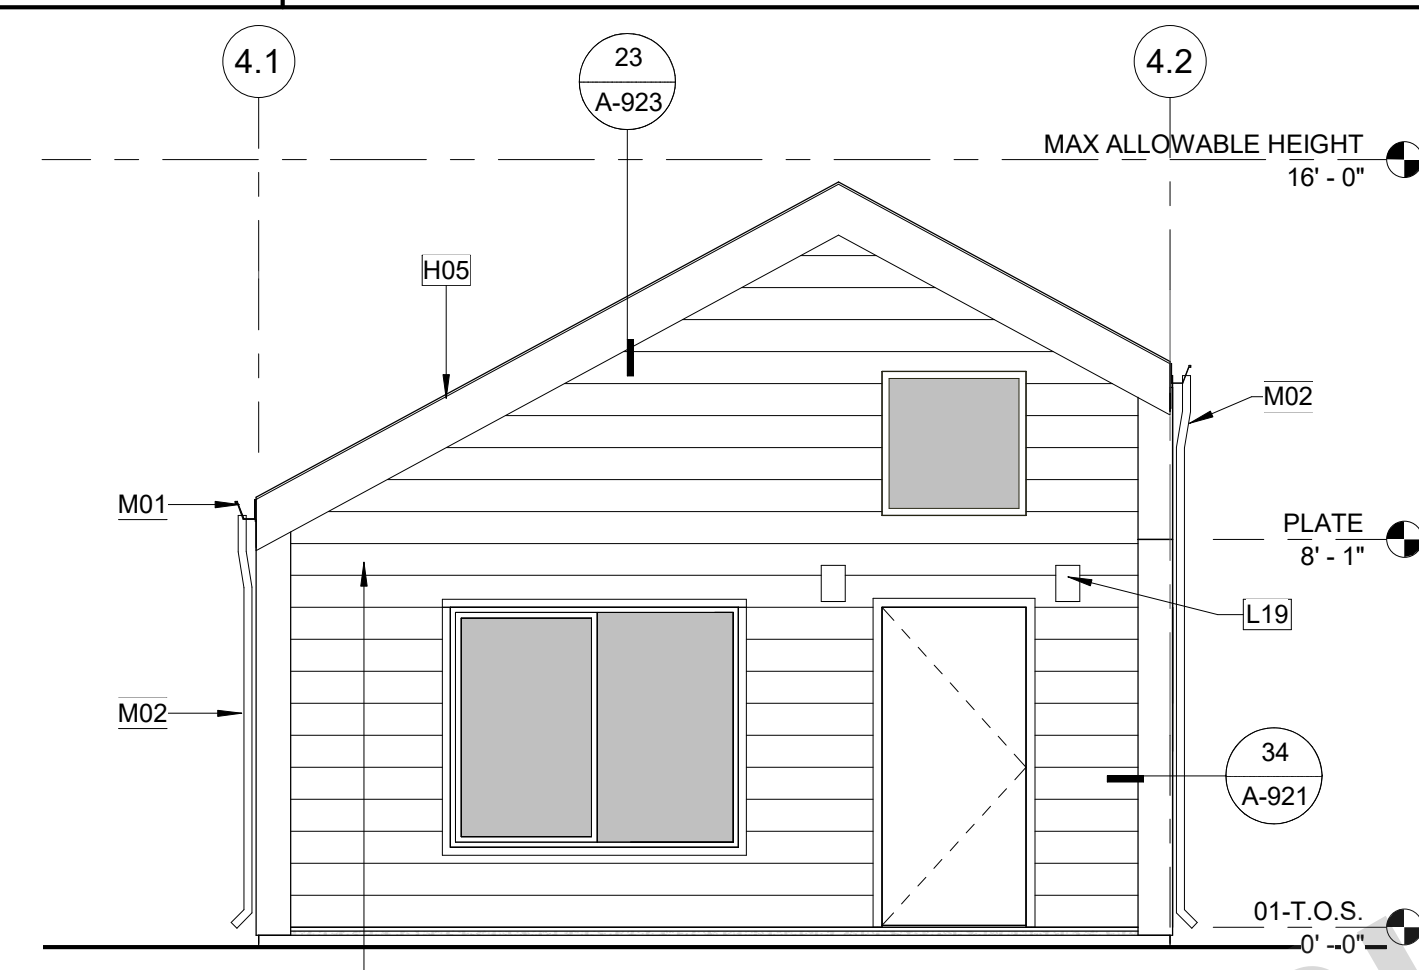 4.1
23
A-923
4.2
MAX ALLOWABLE HEIGHT
16' - 0"
H05
M02
M01
PLATE
8' - 1"
L19
M02
34
A-921
01-T.O.S.
0' - 0"